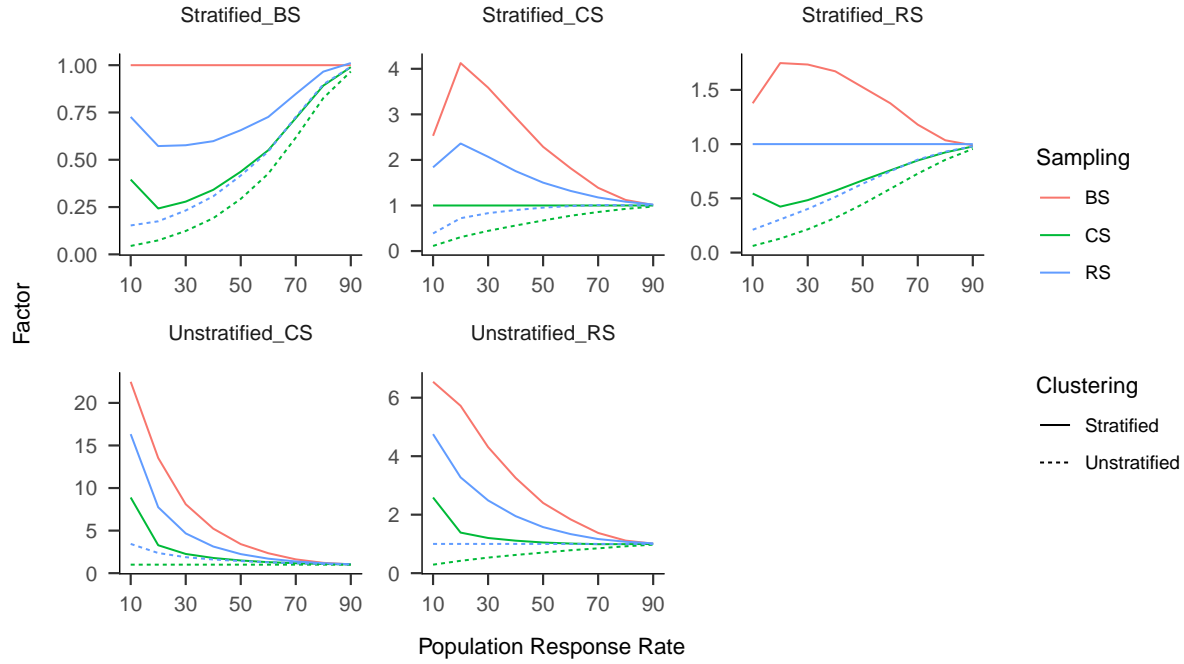 Stratified_BS
Stratified_CS
Stratified_RS
1.00
0.75
0.50
0.25
0.00
10 30 50 70 90
4
3
2
1
0
10 30 50 70 90
1.5
1.0
0.5
0.0
10 30 50 70 90
Unstratified_CS
Unstratified_RS
20
15
10
5
0
10 30 50 70 90
6
4
2
0
10 30 50 70 90
Factor
Population Response Rate
Sampling
BS
CS
RS
Clustering
Stratified
Unstratified